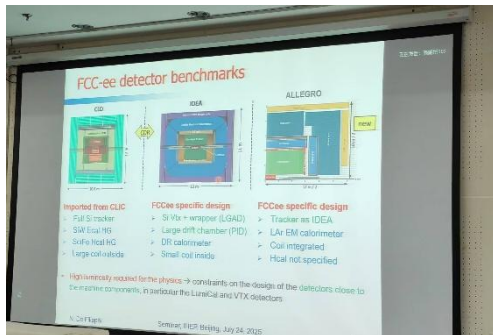 FCC-ee detector benchmarks
IDEA
ALLEGRO
CDR
new
Imported from CLIC
Full Si tracker
SiW Ecal HG
SciFe Hcal HG
Large coil outside
FCCee specific design
Si Vtx + wrapper (LGAD)
Large drift chamber (PID)
DR calorimeter
Small coil inside
FCCee specific design
Tracker as IDEA
LAr EM calorimeter
Coil integrated
Hcal not specified
High luminosity required for the physics → constraints on the design of the detectors close to
the machine components, in particular the LumiCal and VTX detectors
Seminar, IHEP Beijing, July 24, 2025